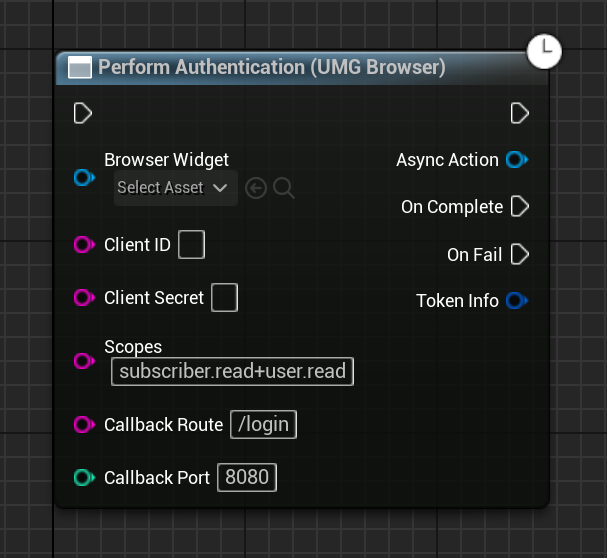 Perform Authentication (UMG Browser)
Browser Widget
Select Asset
Async Action
On Complete
Client ID
On Fail
Client Secret
Token Info
Scopes
subscriber.read+user.read
Callback Route /login
Callback Port 8080